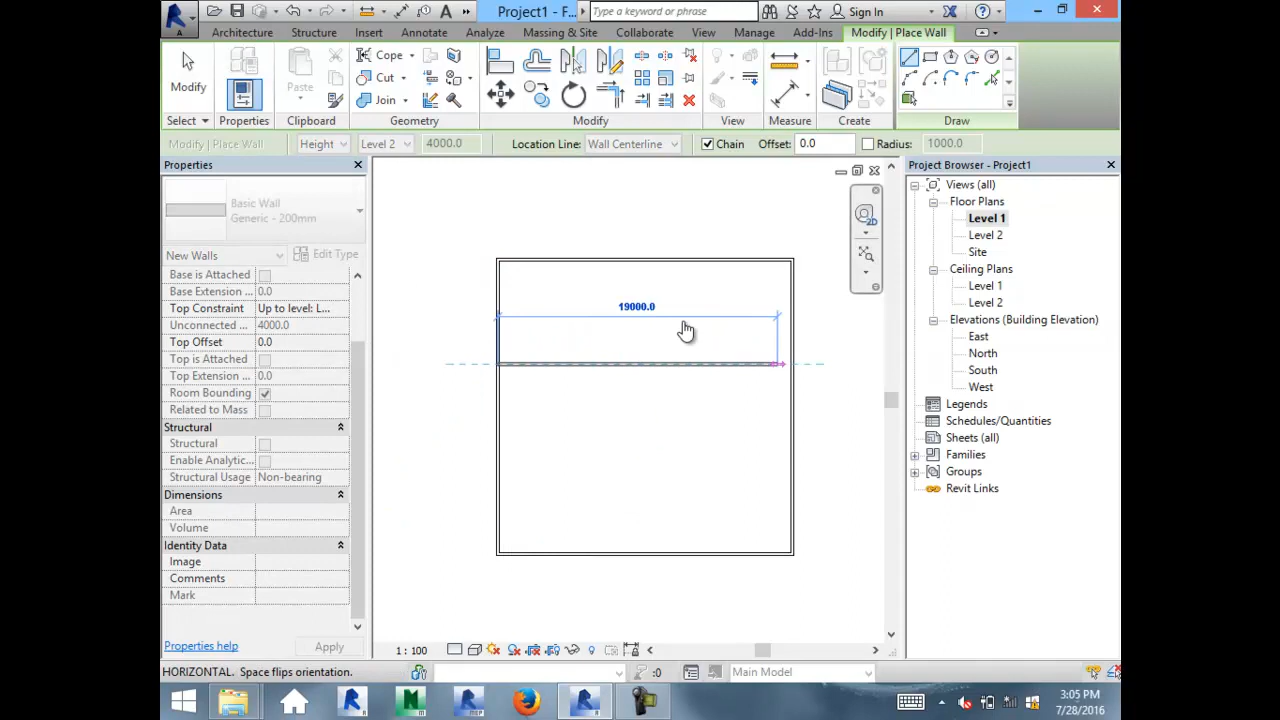 Project1 - F...
Type a keyword or phrase
Sign In
Architecture Structure Insert Annotate Analyze Massing & Site Collaborate View Manage Add-Ins Modify | Place Wall
Modify
Paste
Cope
Cut
Join
Select Properties Clipboard Geometry Modify View Measure Create Draw
Modify | Place Wall Height Level 2 4000.0 Location Line: Wall Centerline Chain Offset: 0.0 Radius: 1000.0
Properties
Basic Wall
Generic - 200mm
New Walls Edit Type
Base is Attached
Base Extension ... 0.0
Top Constraint Up to level: L...
Unconnected ... 4000.0
Top Offset 0.0
Top is Attached
Top Extension ... 0.0
Room Bounding
Related to Mass
Structural
Structural
Enable Analytic...
Structural Usage Non-bearing
Dimensions
Area
Volume
Identity Data
Image
Comments
Mark
Properties help Apply
2D
19000.0
1 : 100
Project Browser - Project1
Views (all)
Floor Plans
Level 1
Level 2
Site
Ceiling Plans
Level 1
Level 2
Elevations (Building Elevation)
East
North
South
West
Legends
Schedules/Quantities
Sheets (all)
Families
Groups
Revit Links
HORIZONTAL. Space flips orientation. :0 Main Model
3:05 PM
7/28/2016